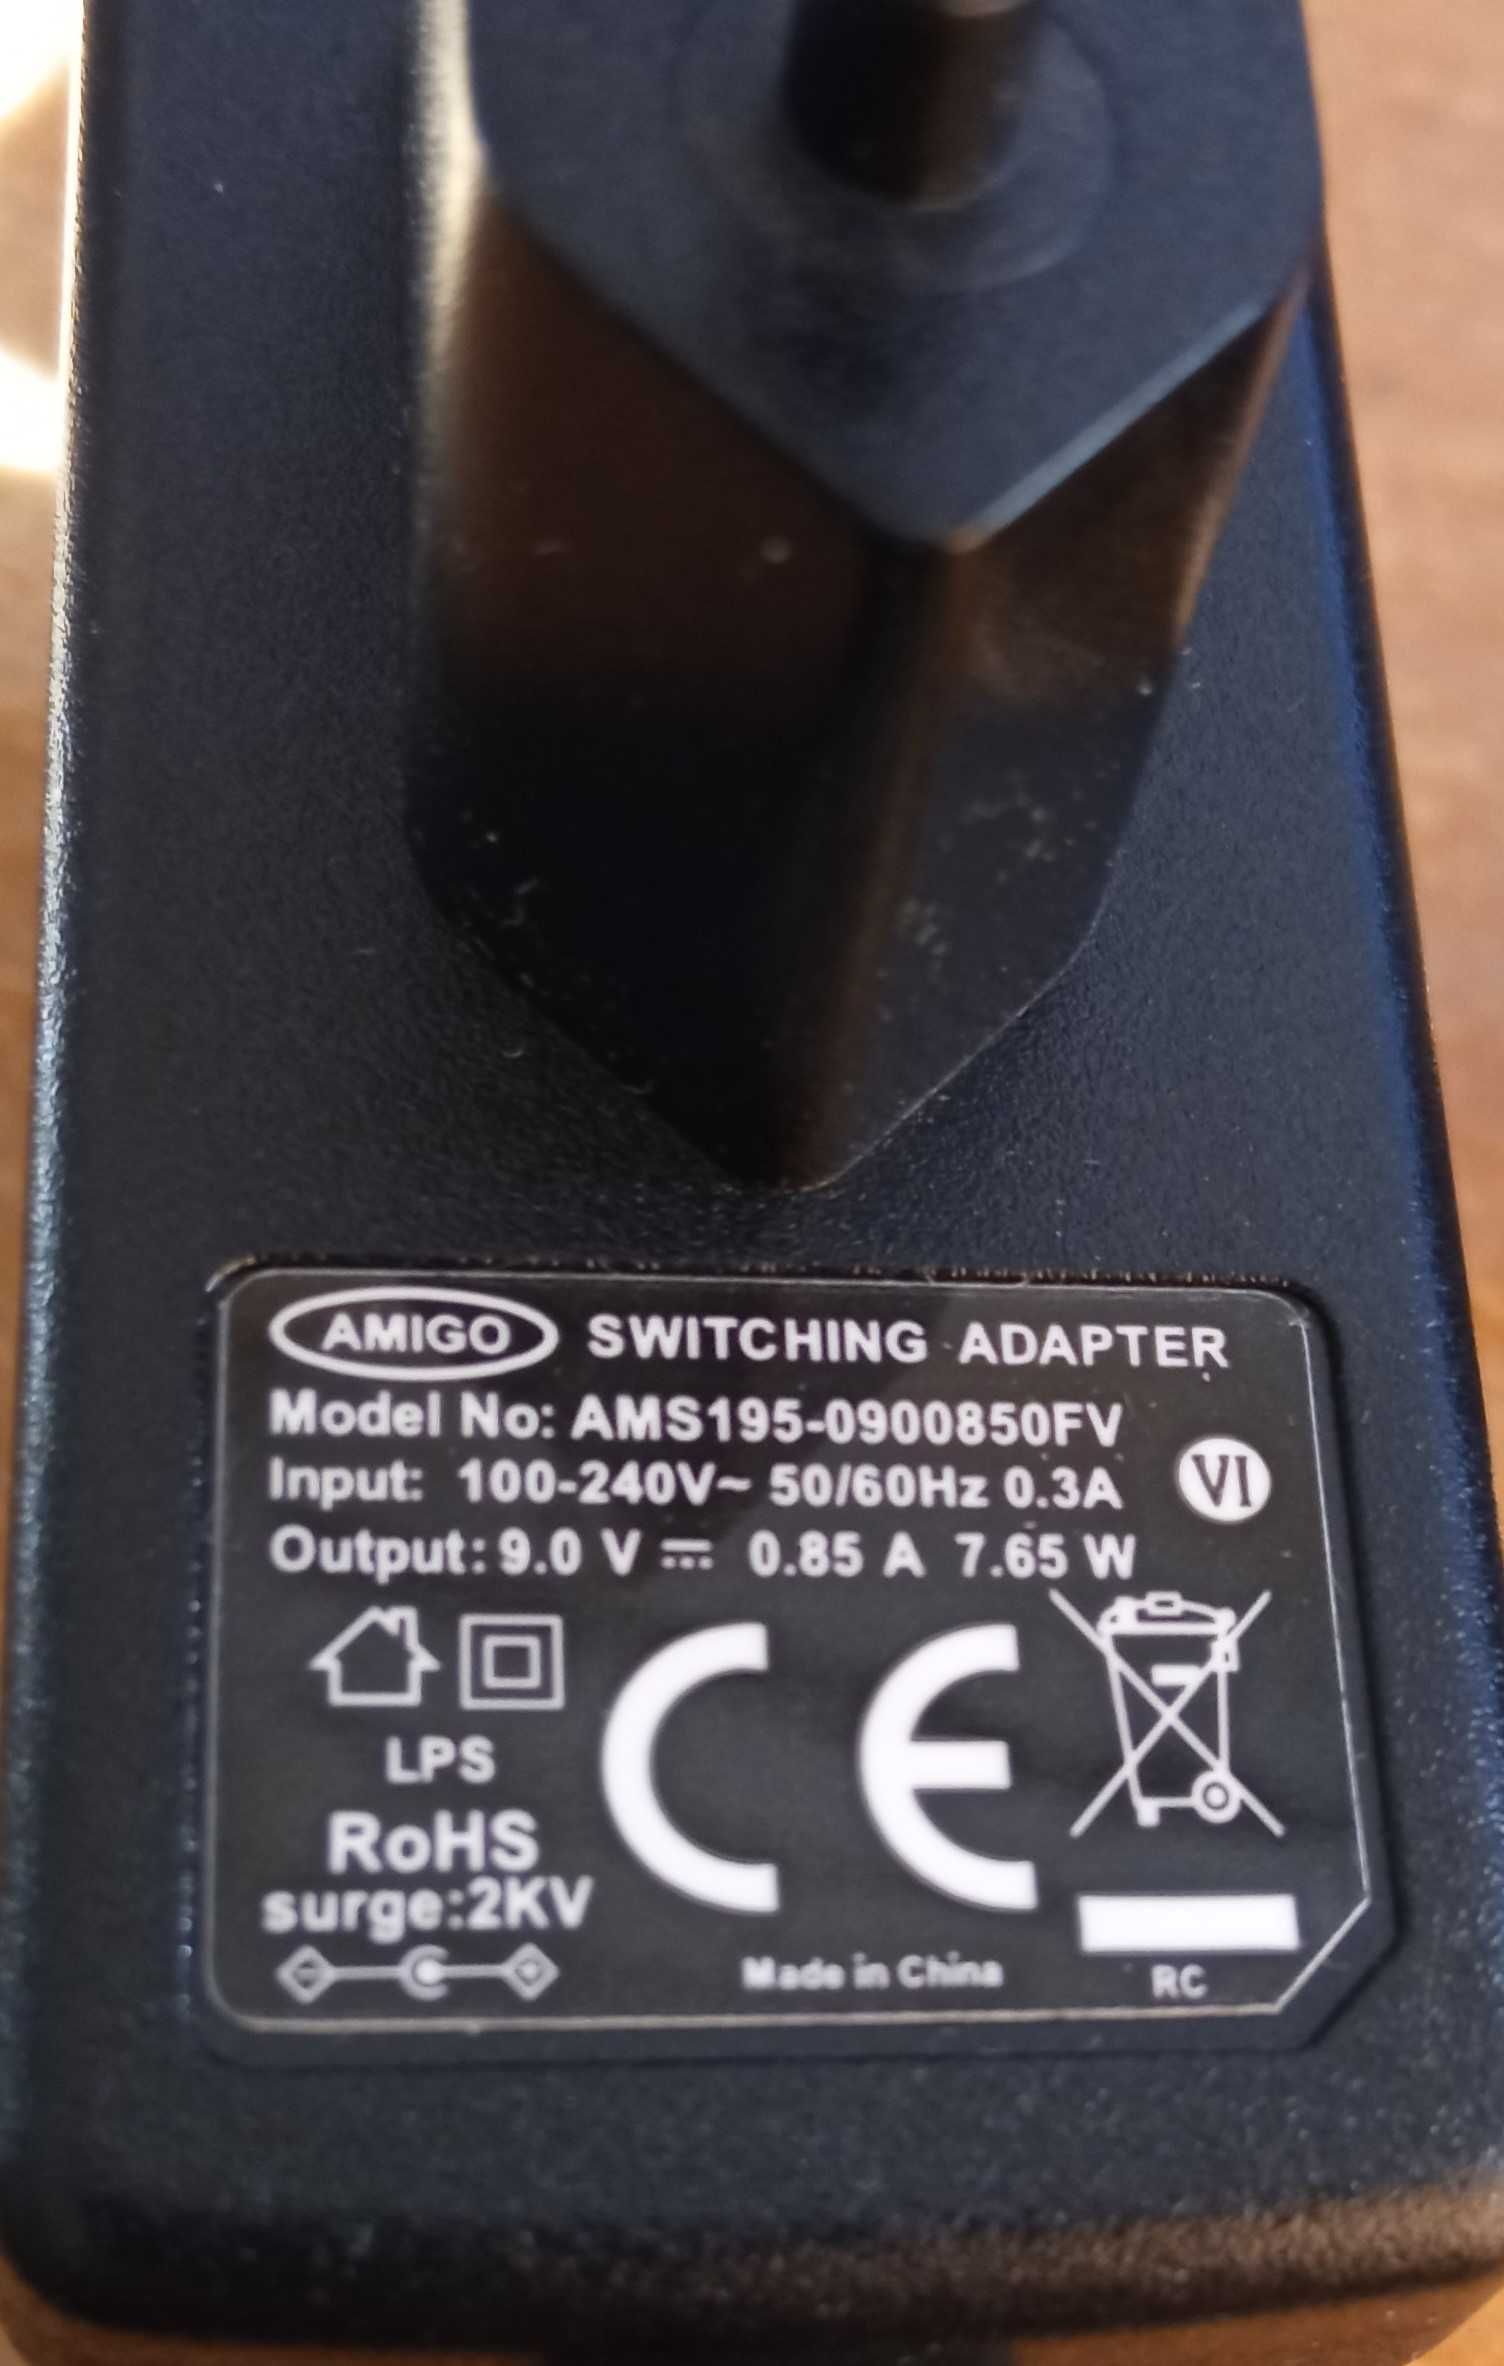 AMIGO SWITCHING ADAPTER
Model No: AMS195-0900850FV
Input: 100-240V~ 50/60Hz 0.3A
VI
Output: 9.0 V ⎓ 0.85 A 7.65 W
LPS
RoHS
surge:2KV
CE
Made in China
RC